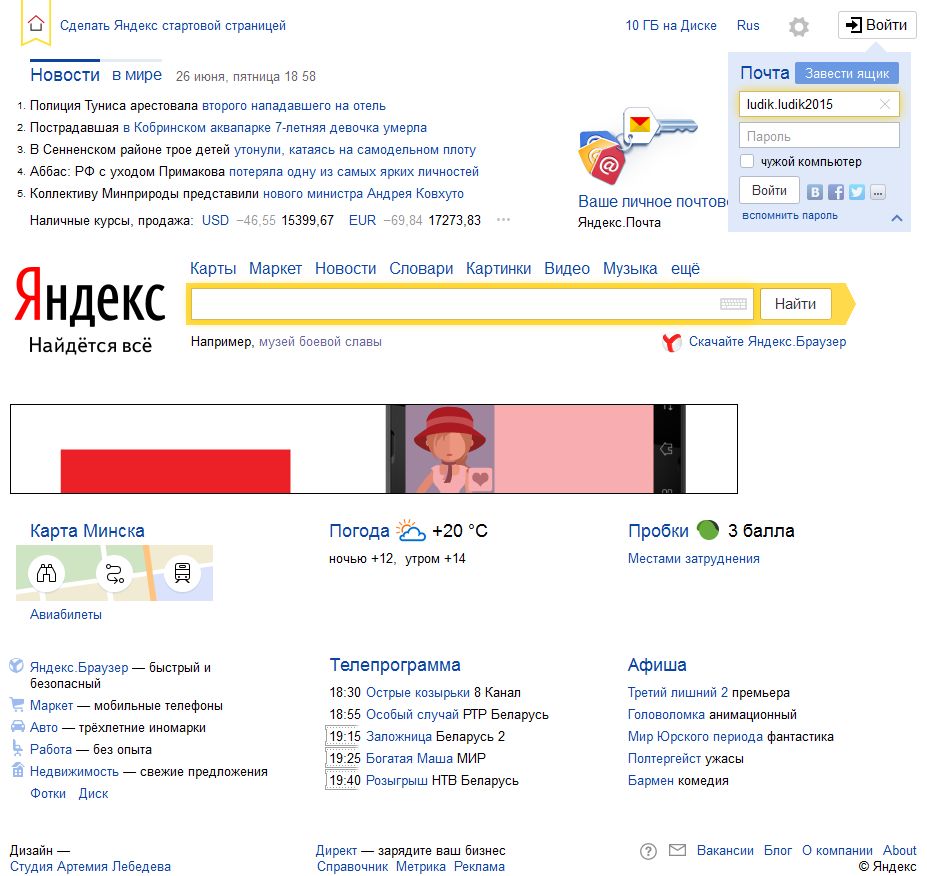 Сделать Яндекс стартовой страницей
10 ГБ на Диске
Rus
Войти
Новости
в мире
26 июня, пятница 18 58
1. Полиция Туниса арестовала второго нападавшего на отель
2. Пострадавшая в Кобринском аквапарке 7-летняя девочка умерла
3. В Сенненском районе трое детей утонули, катаясь на самодельном плоту
4. Аббас: РФ с уходом Примакова потеряла одну из самых ярких личностей
5. Коллективу Минприроды представили нового министра Андрея Ковхуто
Наличные курсы, продажа: USD −46,55 15399,67 EUR −69,84 17273,83 ...
@
Ваше личное почтово
Яндекс.Почта
Почта
Завести ящик
ludik.ludik2015
Пароль
чужой компьютер
Войти
B f ...
вспомнить пароль
Карты Маркет Новости Словари Картинки Видео Музыка ещё
Яндекс
Найдётся всё
Найти
Например, музей боевой славы
Скачайте Яндекс.Браузер
Карта Минска
Авиабилеты
Погода +20 °C
ночью +12, утром +14
Пробки 3 балла
Местами затруднения
Яндекс.Браузер — быстрый и
безопасный
Маркет — мобильные телефоны
Авто — трёхлетние иномарки
Работа — без опыта
Недвижимость — свежие предложения
Фотки Диск
Телепрограмма
18:30 Острые козырьки 8 Канал
18:55 Особый случай РТР Беларусь
19:15 Заложница Беларусь 2
19:25 Богатая Маша МИР
19:40 Розыгрыш НТВ Беларусь
Афиша
Третий лишний 2 премьера
Головоломка анимационный
Мир Юрского периода фантастика
Полтергейст ужасы
Бармен комедия
Дизайн —
Студия Артемия Лебедева
Директ — зарядите ваш бизнес
Справочник Метрика Реклама
? Вакансии Блог О компании About
© Яндекс